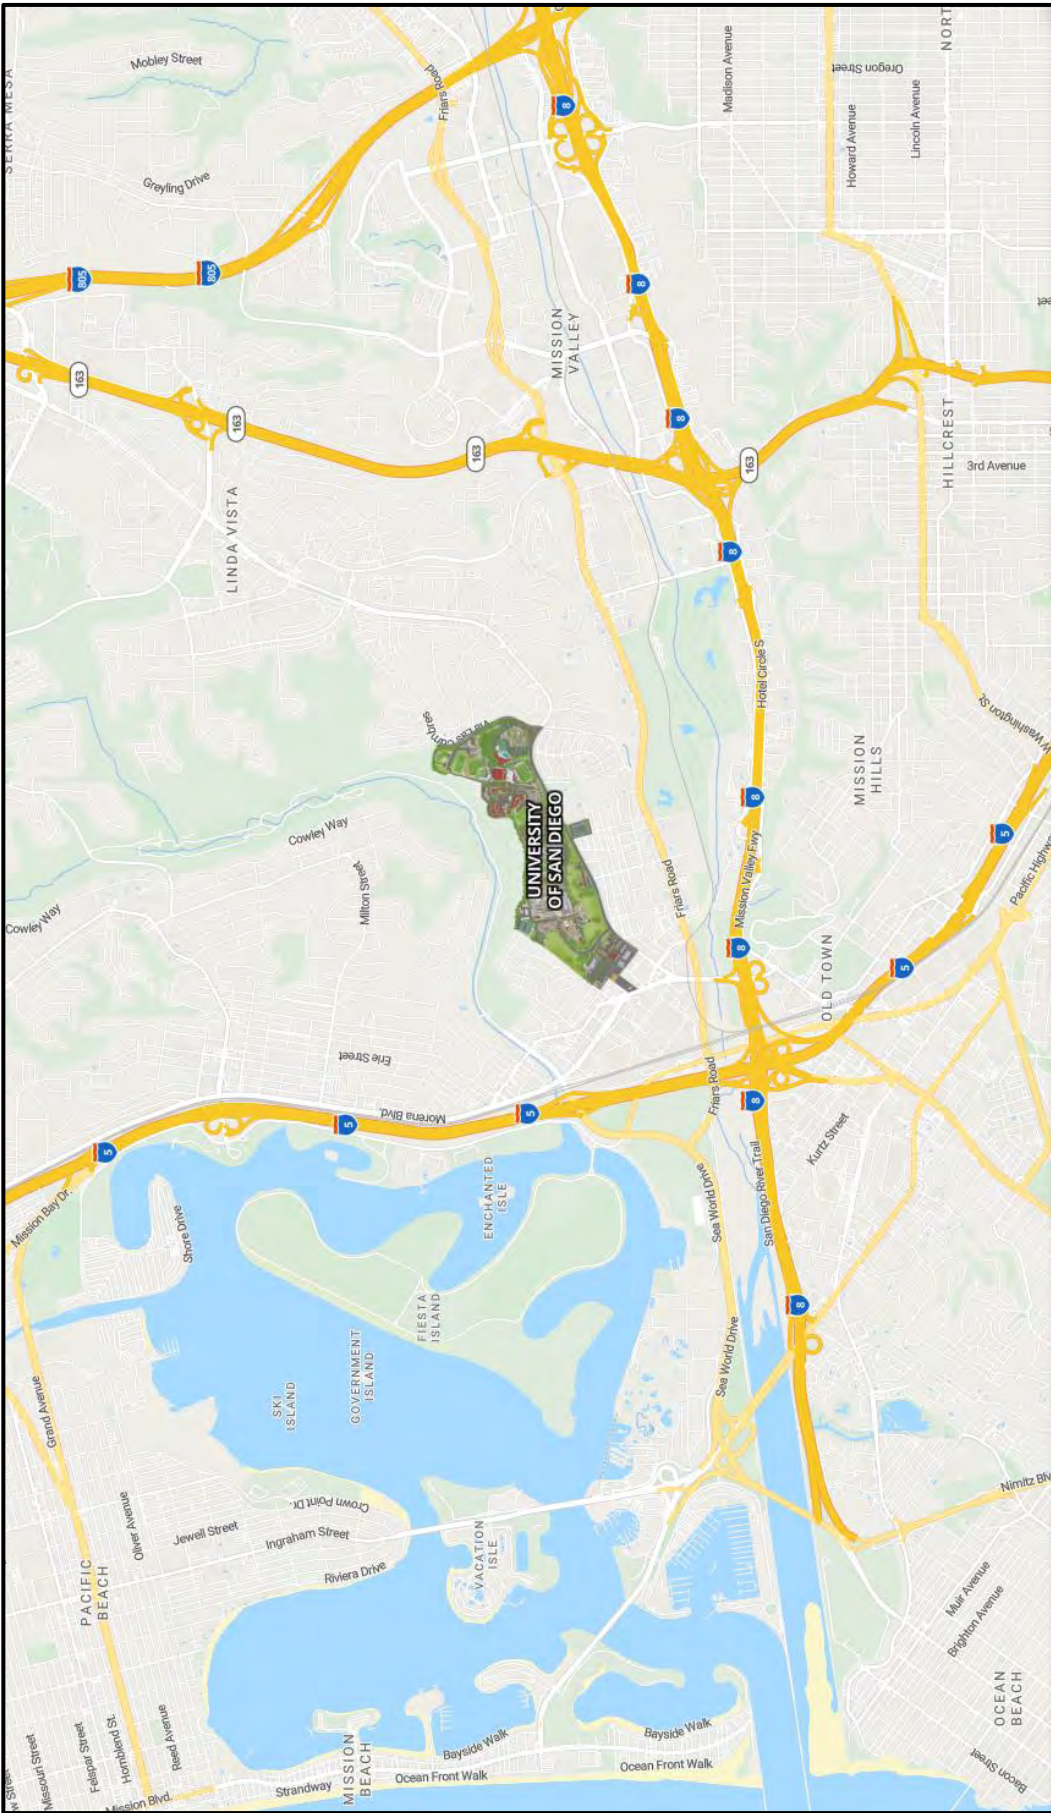 SERRA MESA
Mobley Street
Greyling Drive
805
805
163
163
163
163
LINDA VISTA
Friars Road
8
8
8
8
MISSION
VALLEY
Madison Avenue
Oregon Street
Howard Avenue
Lincoln Avenue
NORT
HILLCREST
3rd Avenue
Hotel Circle S
W Washington St.
MISSION
HILLS
8
Mission Valley Fwy
8
Friars Road
UNIVERSITY
OF SAN DIEGO
Via Las Cumbres
Cowley Way
Cowley Way
Milton Street
Erie Street
Morena Blvd.
5
5
5
5
5
Pacific Highw
OLD TOWN
Friars Road
8
Kurtz Street
San Diego River Trail
Sea World Drive
Sea World Drive
8
Mission Bay Dr.
Shore Drive
ENCHANTED
ISLE
FIESTA
ISLAND
GOVERNMENT
ISLAND
SKI
ISLAND
Grand Avenue
Oliver Avenue
Jewell Street
Crown Point Dr.
Ingraham Street
Riviera Drive
VACATION
ISLE
PACIFIC
BEACH
Missouri Street
Felspar Street
Hornblend St.
Reed Avenue
Mission Blvd.
Strandway
MISSION
BEACH
Bayside Walk
Ocean Front Walk
Bayside Walk
Ocean Front Walk
Nimitz Blv
Muir Avenue
Brighton Avenue
OCEAN
BEACH
Bacon Street